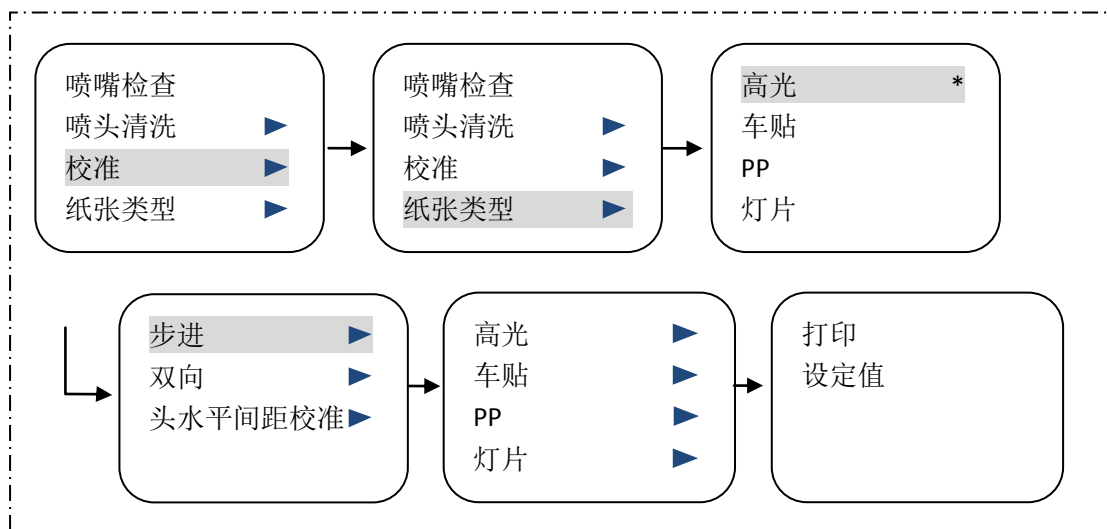 喷嘴检查
喷头清洗
校准
纸张类型
喷嘴检查
喷头清洗
校准
纸张类型
高光 *
车贴
PP
灯片
步进
双向
头水平间距校准
高光
车贴
PP
灯片
打印
设定值